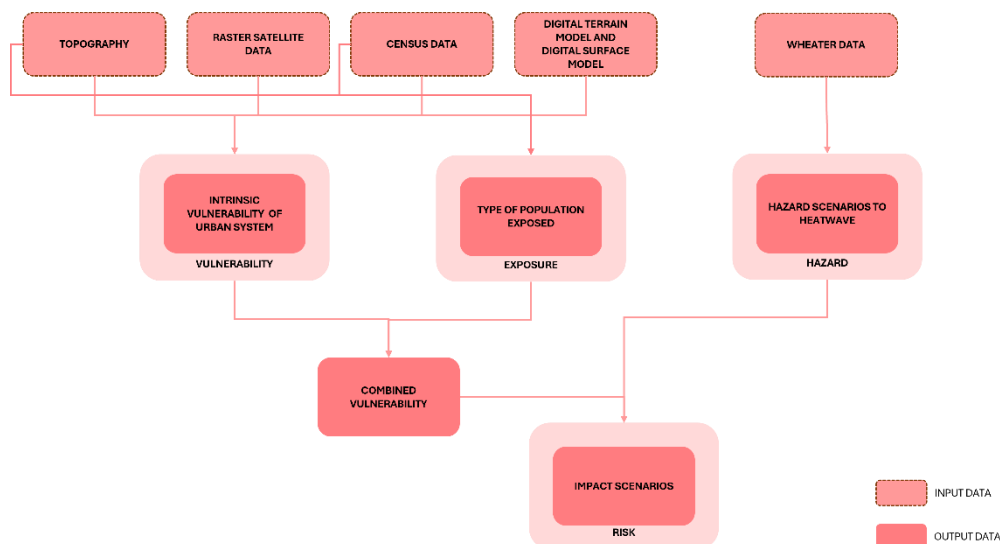 TOPOGRAPHY
RASTER SATELLITE
DATA
CENSUS DATA
DIGITAL TERRAIN
MODEL AND
DIGITAL SURFACE
MODEL
WHEATER DATA
INTRINSIC
VULNERABILITY OF
URBAN SYSTEM
VULNERABILITY
TYPE OF POPULATION
EXPOSED
EXPOSURE
HAZARD SCENARIOS TO
HEATWAVE
HAZARD
COMBINED
VULNERABILITY
IMPACT SCENARIOS
RISK
INPUT DATA
OUTPUT DATA